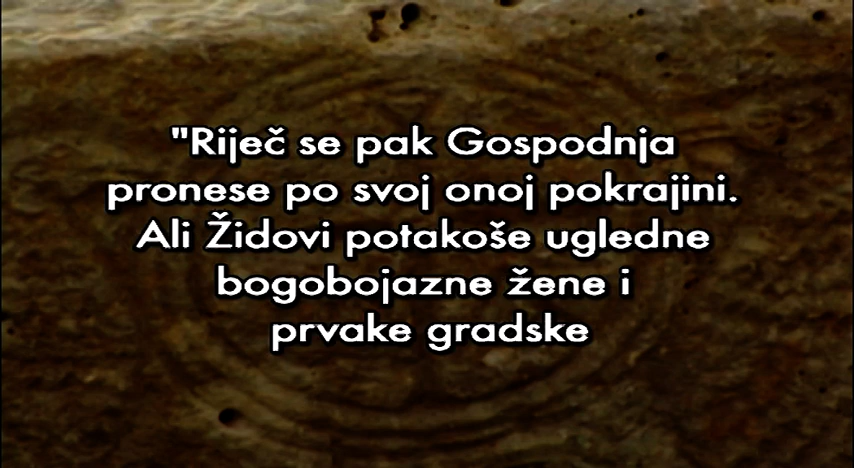 "Riječ se pak Gospodnja
pronese po svoj onoj pokrajini.
Ali Židovi potakoše ugledne
bogobojazne žene i
prvake gradske